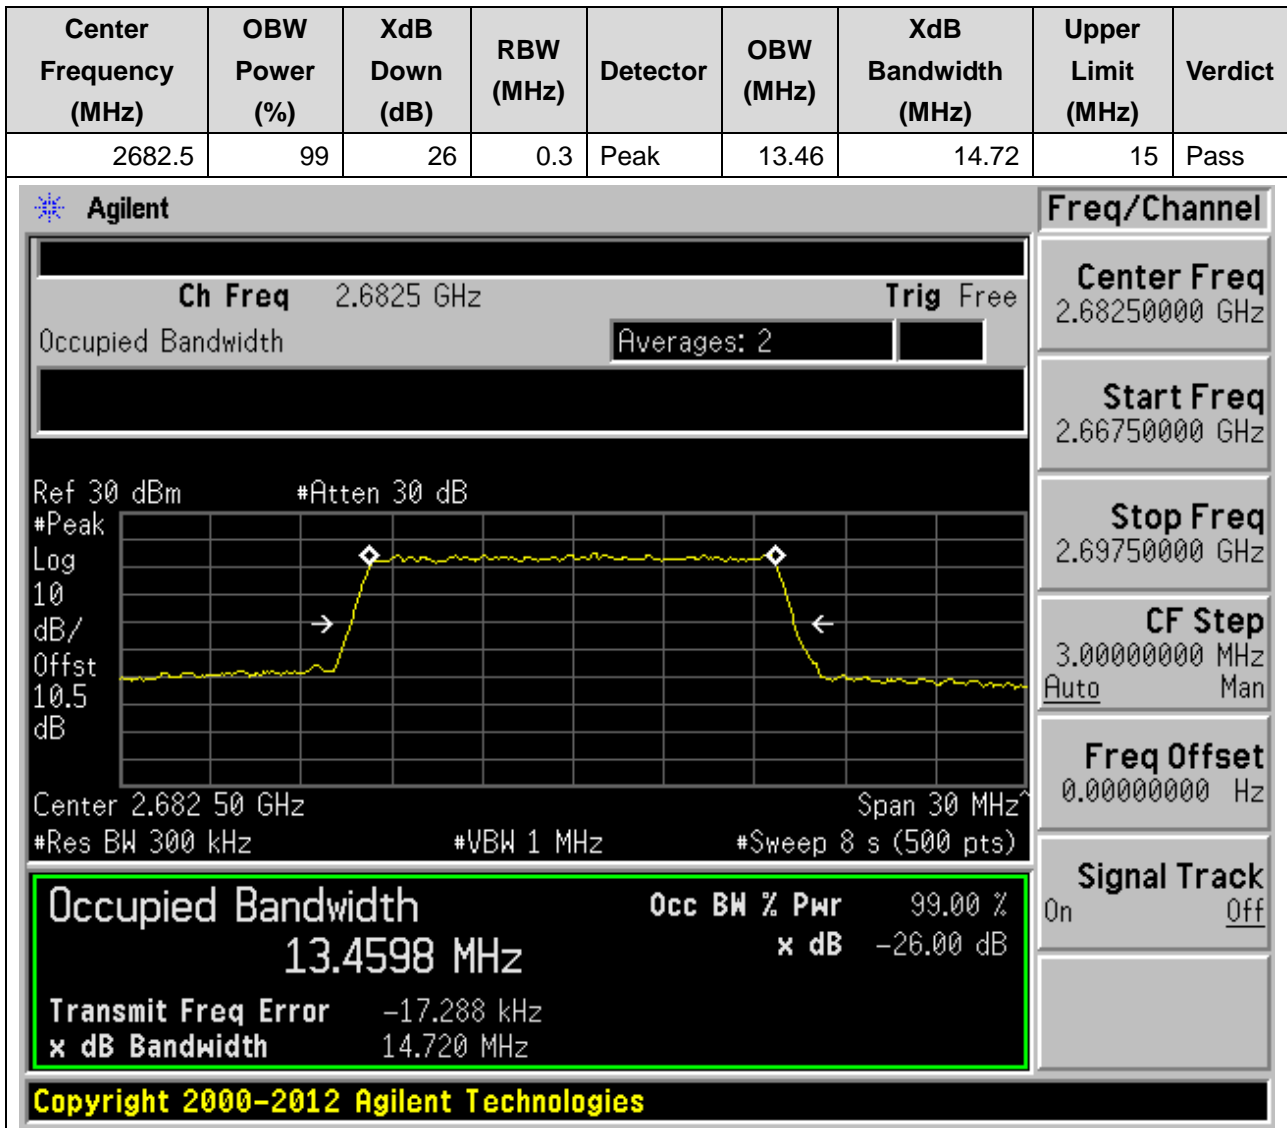 Center Frequency (MHz) OBW Power (%) XdB Down (dB) RBW (MHz) Detector OBW (MHz) XdB Bandwidth (MHz) Upper Limit (MHz) Verdict
2682.5 99 26 0.3 Peak 13.46 14.72 15 Pass
Agilent
Freq/Channel
Ch Freq 2.6825 GHz Trig Free
Occupied Bandwidth Averages: 2
Ref 30 dBm #Atten 30 dB
#Peak
Log
10
dB/
Offst
10.5
dB
Center 2.682 50 GHz Span 30 MHz^
#Res BW 300 kHz #VBW 1 MHz #Sweep 8 s (500 pts)
Occupied Bandwidth Occ BW % Pwr 99.00 %
13.4598 MHz x dB -26.00 dB
Transmit Freq Error -17.288 kHz
x dB Bandwidth 14.720 MHz
Center Freq
2.68250000 GHz
Start Freq
2.66750000 GHz
Stop Freq
2.69750000 GHz
CF Step
3.00000000 MHz
Auto Man
Freq Offset
0.00000000 Hz
Signal Track
On Off
Copyright 2000-2012 Agilent Technologies